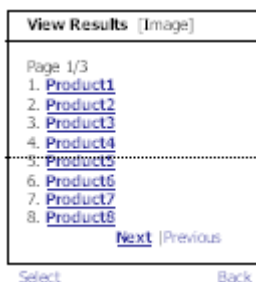 View Results [Image]
Page 1/3
1. Product1
2. Product2
3. Product3
4. Product4
5. Product5
6. Product6
7. Product7
8. Product8
Next |Previous
Select Back